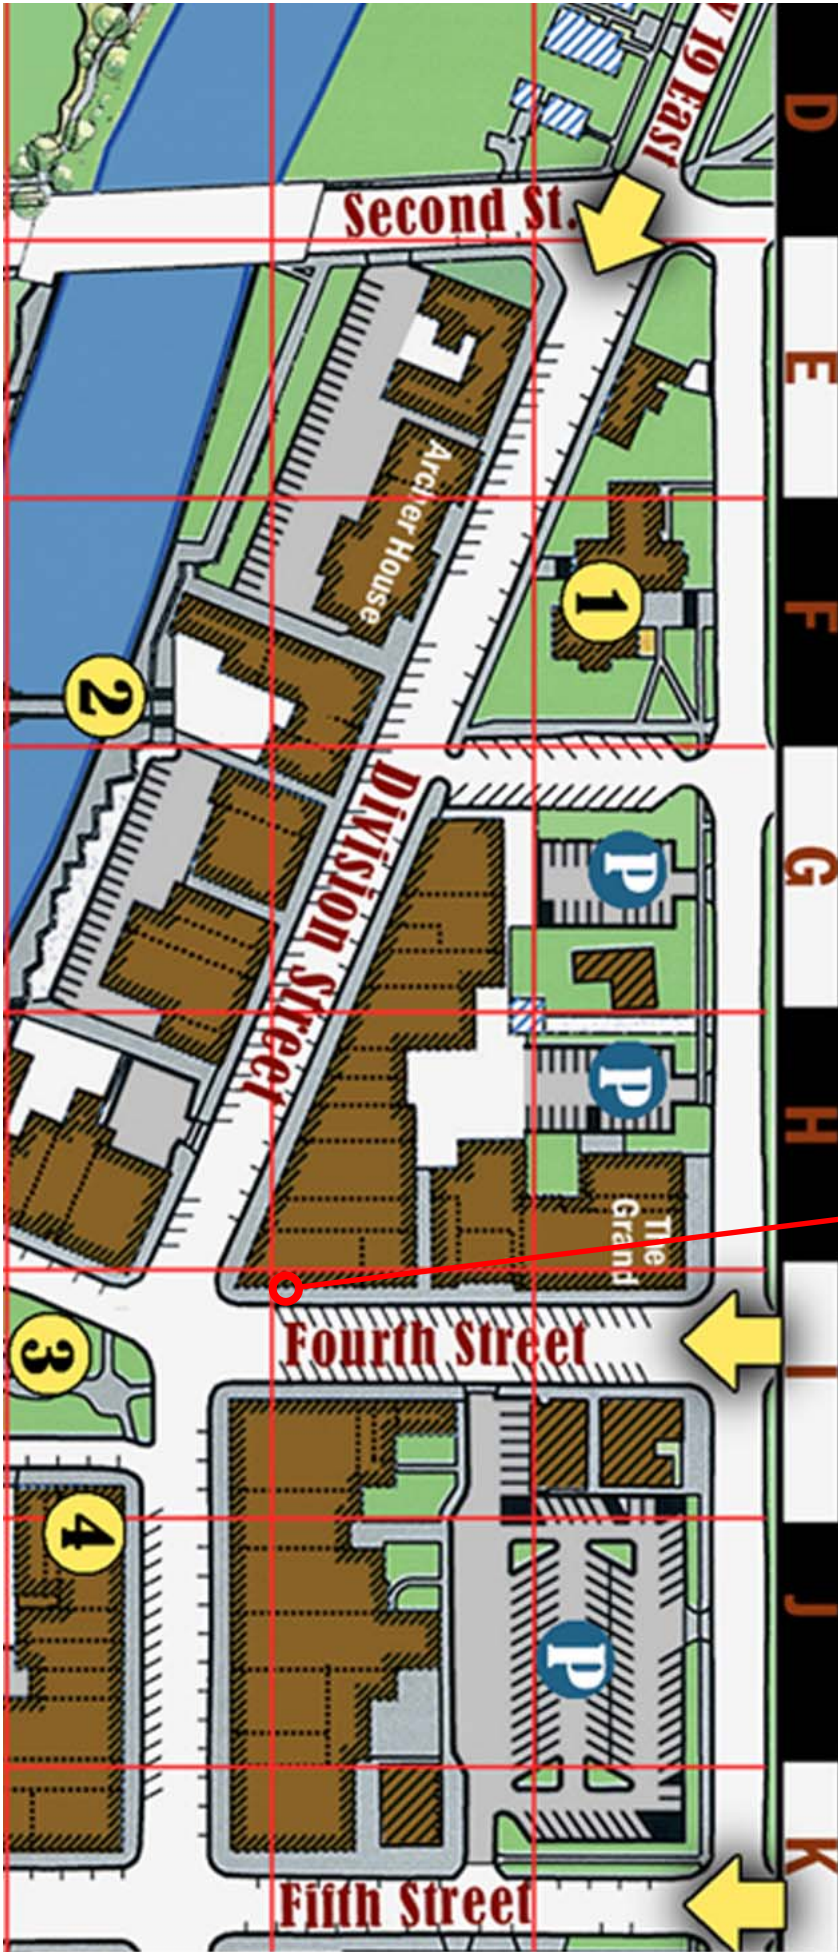 y 19 East
D
Second St.
E
Archer House
1
F
2
Division Street
P
G
P
H
The
Grand
Fourth Street
3
I
4
J
P
K
Fifth Street